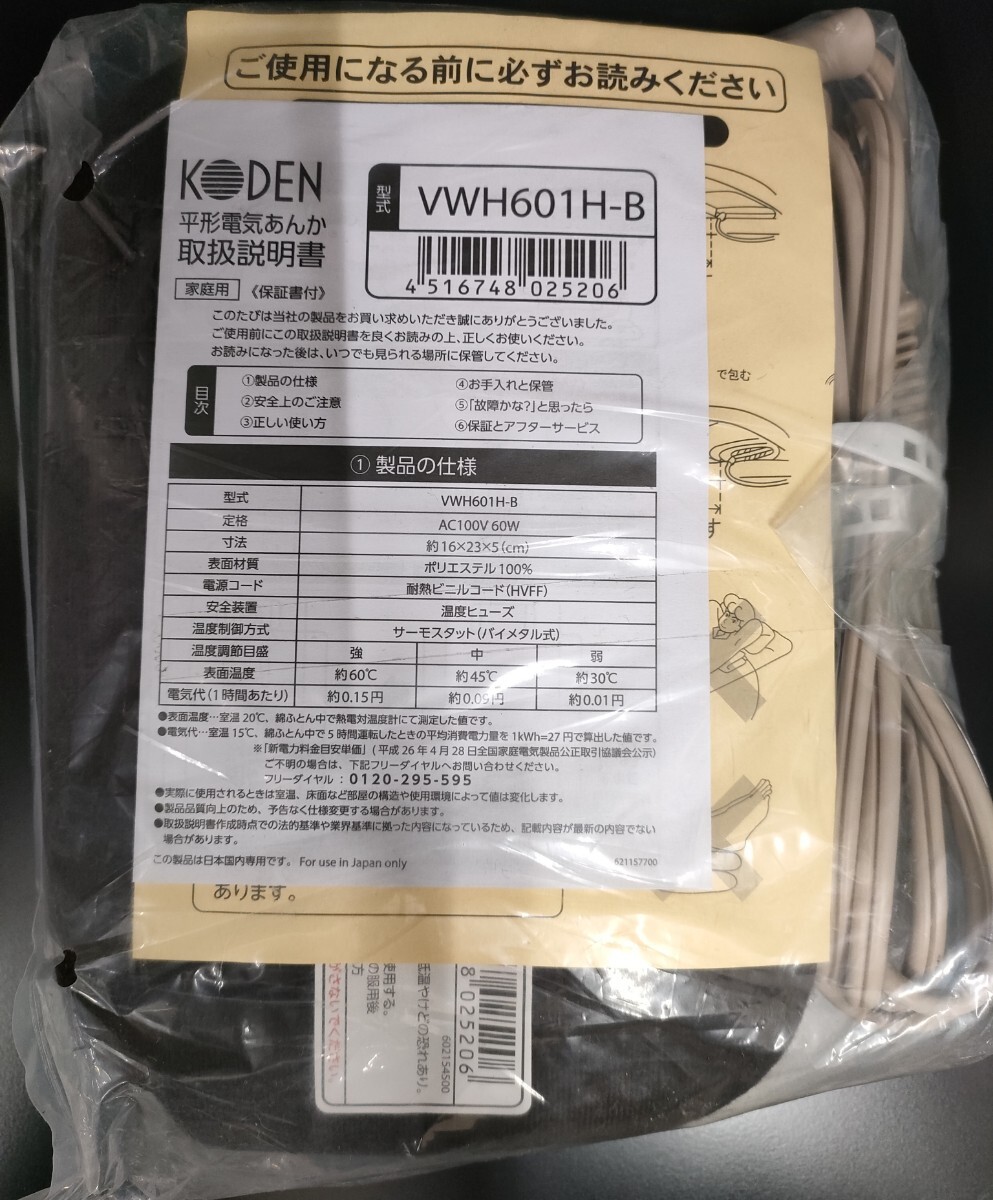 ご使用になる前に必ずお読みください
KODEN
平形電気あんか
取扱説明書
家庭用 《保証書付》
型式 VWH601H-B
4 516748 025206
このたびは当社の製品をお買い求めいただき誠にありがとうございました。
ご使用前にこの取扱説明書を良くお読みの上、正しくお使いください。
お読みになった後は、いつでも見られる場所に保管してください。
目次
①製品の仕様 ④お手入れと保管
②安全上のご注意 ⑤「故障かな?」と思ったら
③正しい使い方 ⑥保証とアフターサービス
① 製品の仕様
型式 VWH601H-B
定格 AC100V 60W
寸法 約16×23×5(cm)
表面材質 ポリエステル100%
電源コード 耐熱ビニルコード(HVFF)
安全装置 温度ヒューズ
温度制御方式 サーモスタット(バイメタル式)
温度調節目盛 強 中 弱
表面温度 約60℃ 約45℃ 約30℃
電気代(1時間あたり) 約0.15円 約0.09円 約0.01円
●表面温度…室温20℃、綿ふとん中で熱電対温度計にて測定した値です。
●電気代…室温15℃、綿ふとん中で5時間運転したときの平均消費電力量を1kWh=27円で算出した値です。
※「新電力料金目安単価」(平成26年4月28日全国家庭電気製品公正取引協議会公示)
ご不明の場合は、下記フリーダイヤルへお問い合わせください。
フリーダイヤル:0120-295-595
●実際に使用されるときは室温、床面など部屋の構造や使用環境によって値は変化します。
●製品品質向上のため、予告なく仕様変更する場合があります。
●取扱説明書作成時点での法的基準や業界基準に拠った内容になっているため、記載内容が最新の内容でない
場合があります。
この製品は日本国内専用です。 For use in Japan only
621157700
で包む
す
あります。
8 025206
602154500
低温やけどの恐れあり。
使用する。
の服用後
方
がさないでください。